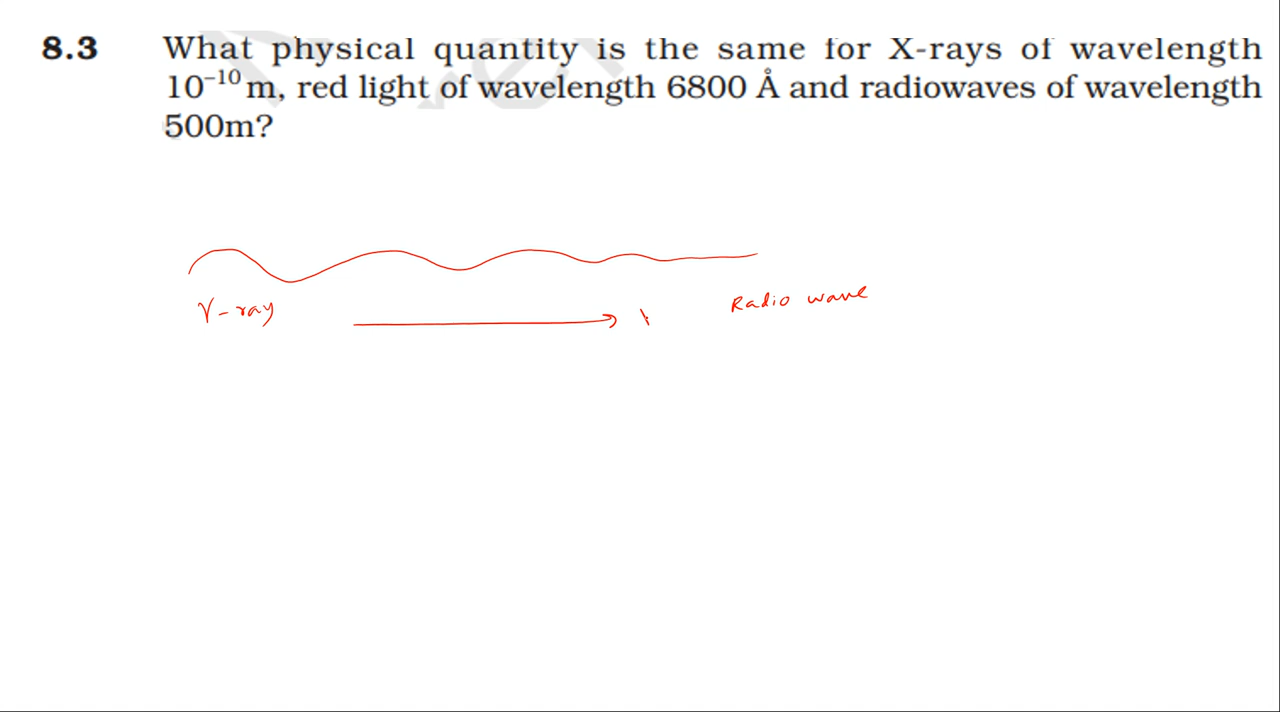 8.3 What physical quantity is the same for X-rays of wavelength
10⁻¹⁰ m, red light of wavelength 6800 Å and radiowaves of wavelength
500m?
γ-ray
Radio wave